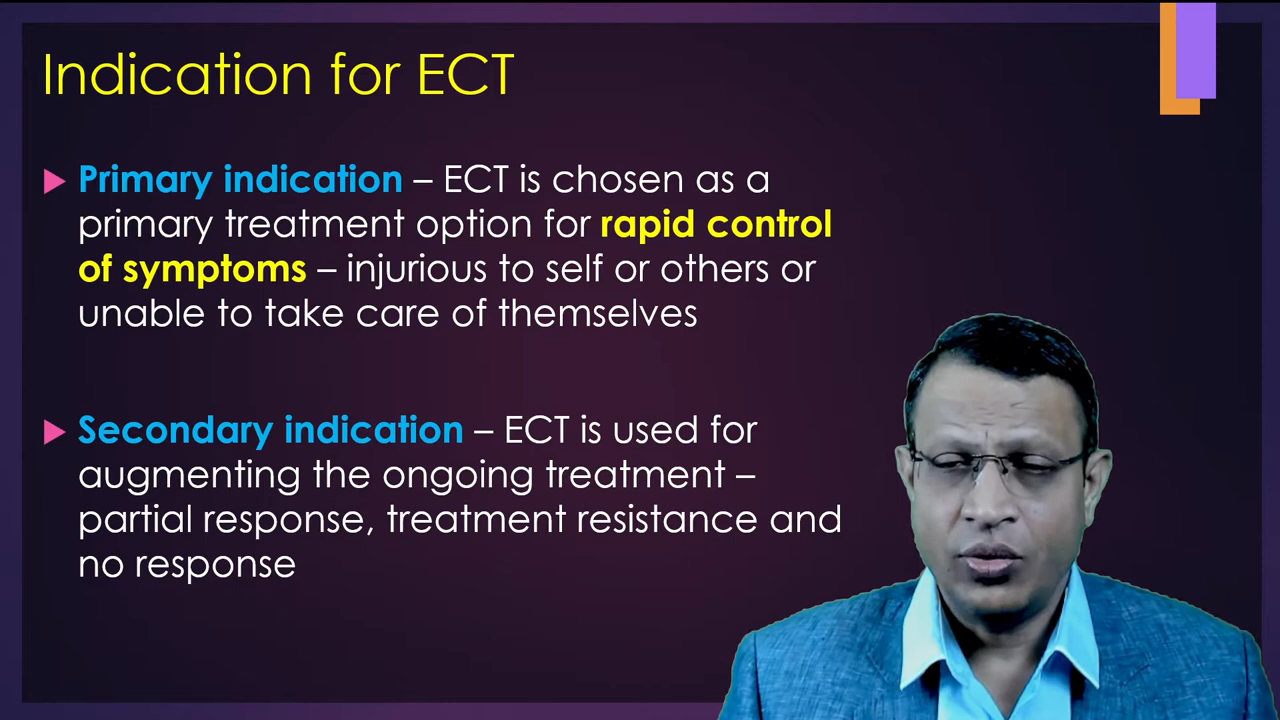 Indication for ECT
Primary indication – ECT is chosen as a
primary treatment option for rapid control
of symptoms – injurious to self or others or
unable to take care of themselves
Secondary indication – ECT is used for
augmenting the ongoing treatment –
partial response, treatment resistance and
no response